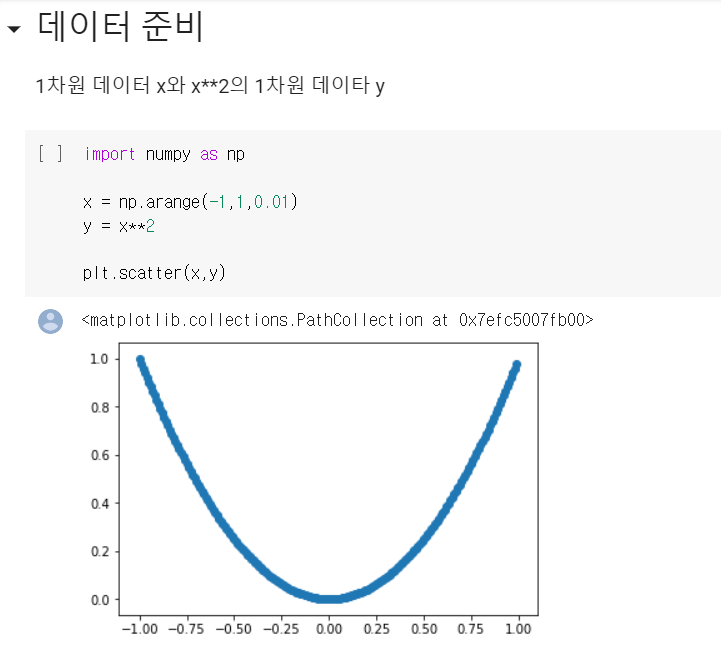 데이터 준비
1차원 데이터 x와 x**2의 1차원 데이타 y
[ ] import numpy as np
x = np.arange(-1,1,0.01)
y = x**2
plt.scatter(x,y)
<matplotlib.collections.PathCollection at 0x7efc5007fb00>
1.0
0.8
0.6
0.4
0.2
0.0
−1.00 −0.75 −0.50 −0.25 0.00 0.25 0.50 0.75 1.00